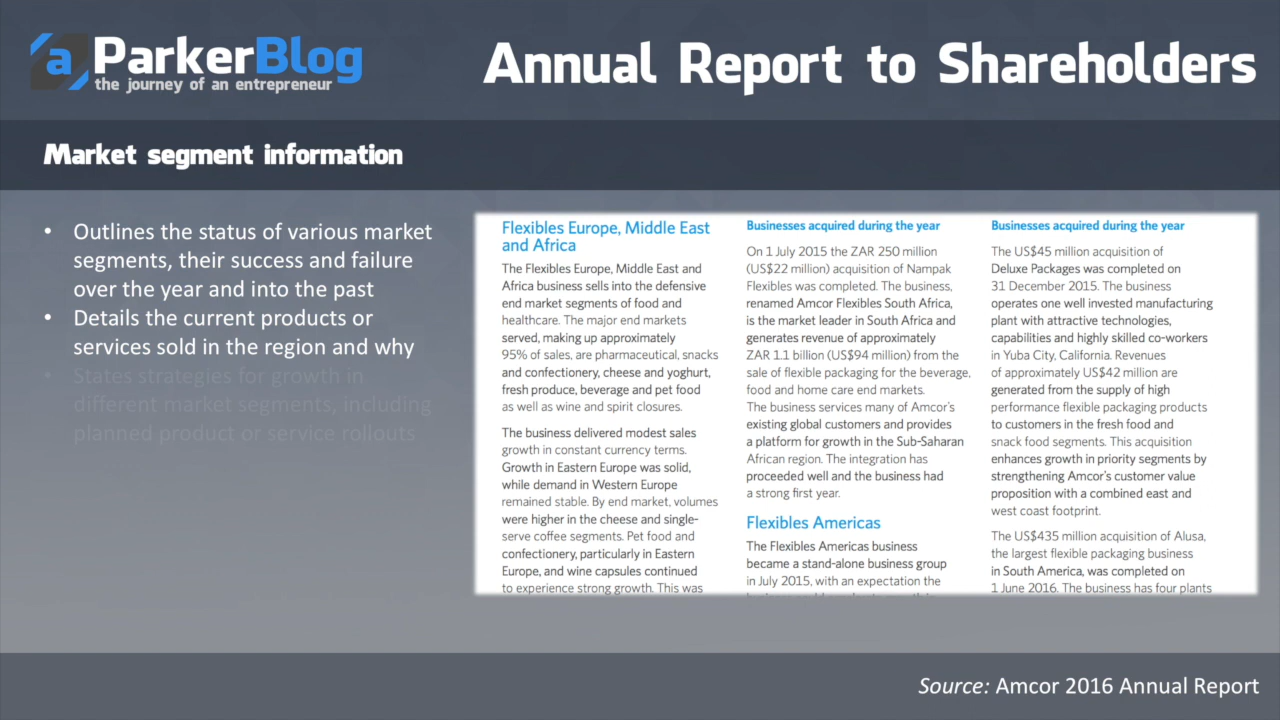 aParkerBlog
the journey of an entrepreneur
Annual Report to Shareholders
Market segment information
• Outlines the status of various market
segments, their success and failure
over the year and into the past
• Details the current products or
services sold in the region and why
• States strategies for growth in
different market segments, including
planned product or service rollouts
Flexibles Europe, Middle East
and Africa
The Flexibles Europe, Middle East and
Africa business sells into the defensive
end market segments of food and
healthcare. The major end markets
served, making up approximately
95% of sales, are pharmaceutical, snacks
and confectionery, cheese and yoghurt,
fresh produce, beverage and pet food
as well as wine and spirit closures.
The business delivered modest sales
growth in constant currency terms.
Growth in Eastern Europe was solid,
while demand in Western Europe
remained stable. By end market, volumes
were higher in the cheese and single-
serve coffee segments. Pet food and
confectionery, particularly in Eastern
Europe, and wine capsules continued
to experience strong growth. This was
Businesses acquired during the year
On 1 July 2015 the ZAR 250 million
(US$22 million) acquisition of Nampak
Flexibles was completed. The business,
renamed Amcor Flexibles South Africa,
is the market leader in South Africa and
generates revenue of approximately
ZAR 1.1 billion (US$94 million) from the
sale of flexible packaging for the beverage,
food and home care end markets.
The business services many of Amcor's
existing global customers and provides
a platform for growth in the Sub-Saharan
African region. The integration has
proceeded well and the business had
a strong first year.
Flexibles Americas
The Flexibles Americas business
became a stand-alone business group
in July 2015, with an expectation the
Businesses acquired during the year
The US$45 million acquisition of
Deluxe Packages was completed on
31 December 2015. The business
operates one well invested manufacturing
plant with attractive technologies,
capabilities and highly skilled co-workers
in Yuba City, California. Revenues
of approximately US$42 million are
generated from the supply of high
performance flexible packaging products
to customers in the fresh food and
snack food segments. This acquisition
enhances growth in priority segments by
strengthening Amcor's customer value
proposition with a combined east and
west coast footprint.
The US$435 million acquisition of Alusa,
the largest flexible packaging business
in South America, was completed on
1 June 2016. The business has four plants
Source: Amcor 2016 Annual Report